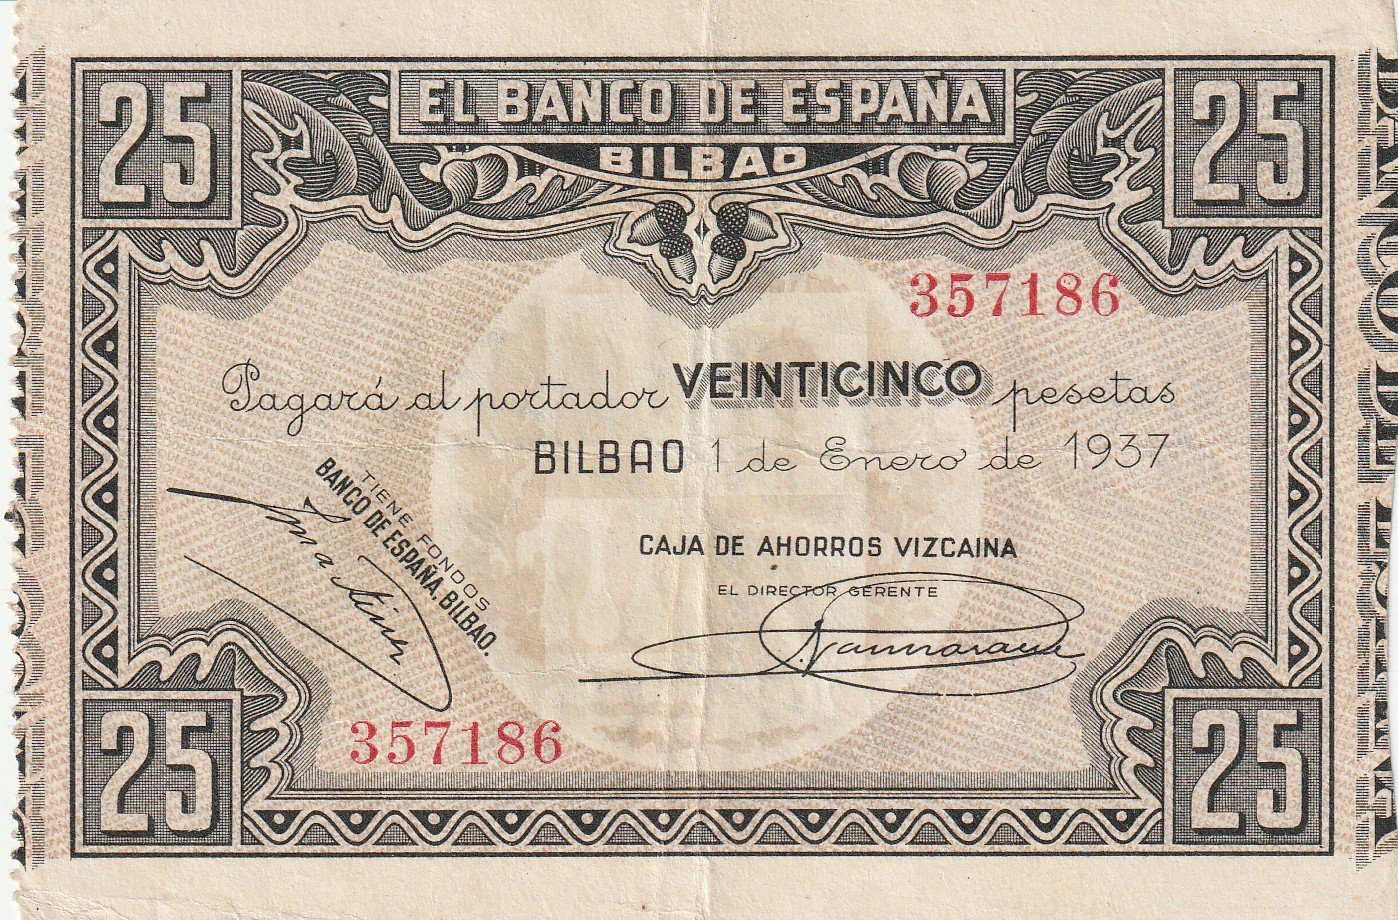 25
EL BANCO DE ESPAÑA
25
BILBAO
357186
Pagará al portador VEINTICINCO pesetas
BILBAO 1 de Enero de 1937
TIENE FONDOS
BANCO DE ESPAÑA, BILBAO.
CAJA DE AHORROS VIZCAINA
EL DIRECTOR GERENTE
357186
25
25